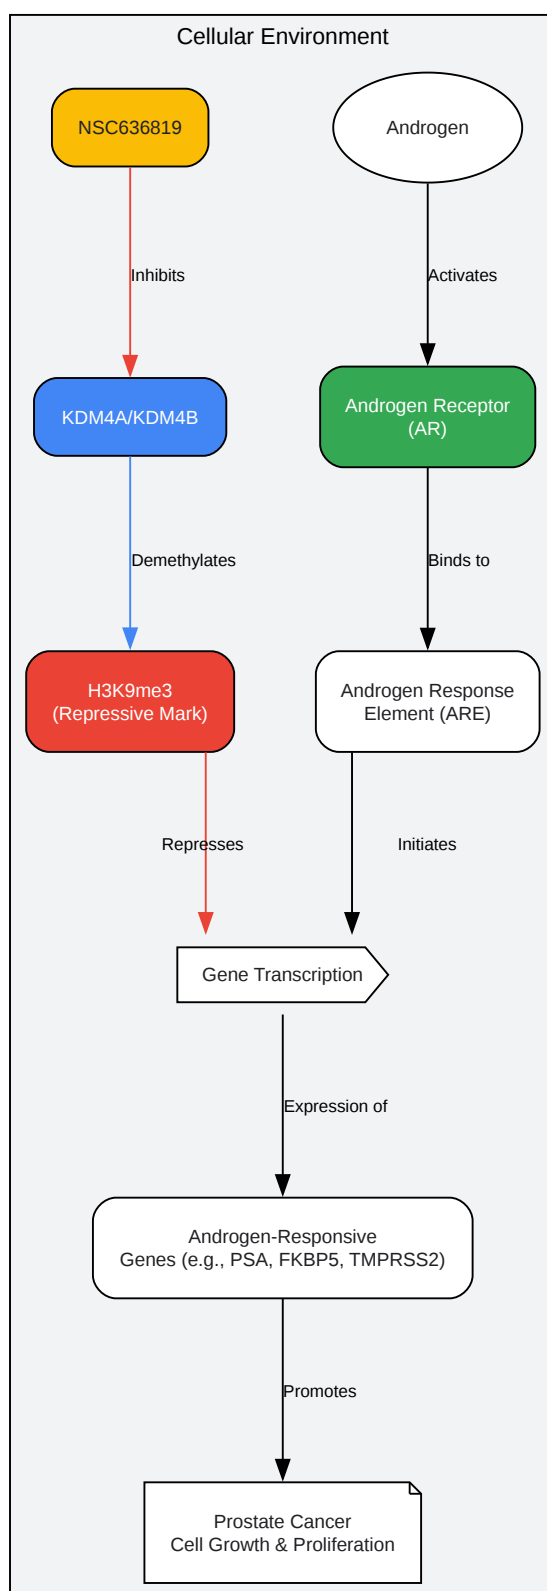 Cellular Environment
NSC636819
Androgen
Inhibits
Activates
KDM4A/KDM4B
Androgen Receptor
(AR)
Demethylates
Binds to
H3K9me3
(Repressive Mark)
Androgen Response
Element (ARE)
Represses
Initiates
Gene Transcription
Expression of
Androgen-Responsive
Genes (e.g., PSA, FKBP5, TMPRSS2)
Promotes
Prostate Cancer
Cell Growth & Proliferation